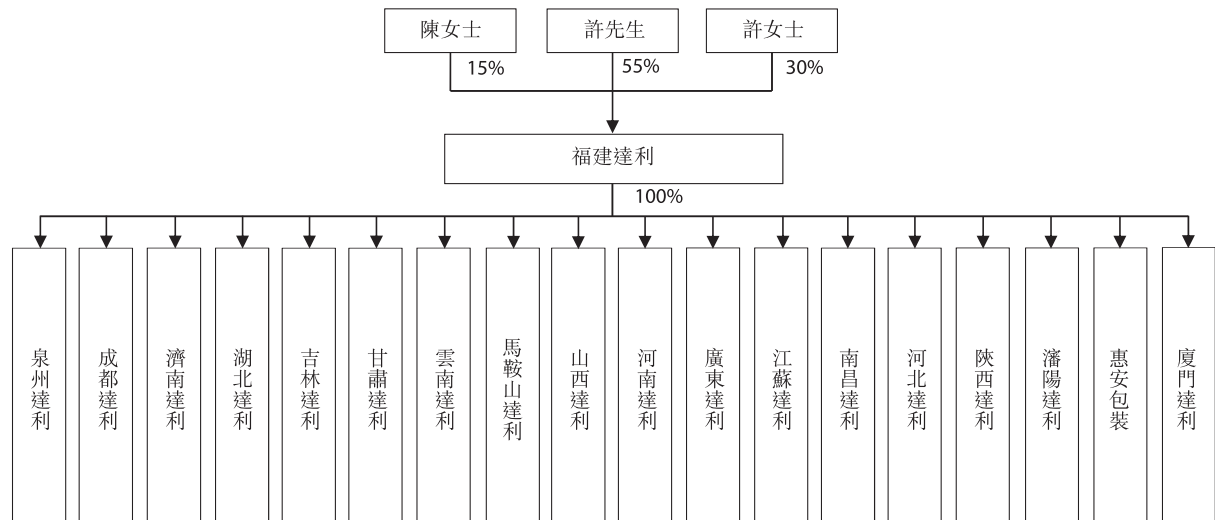 陳女士
許先生
許女士
15%
55%
30%
福建達利
100%
泉州達利
成都達利
濟南達利
湖北達利
吉林達利
甘肅達利
雲南達利
馬鞍山達利
山西達利
河南達利
廣東達利
江蘇達利
南昌達利
河北達利
陝西達利
瀋陽達利
惠安包裝
廈門達利